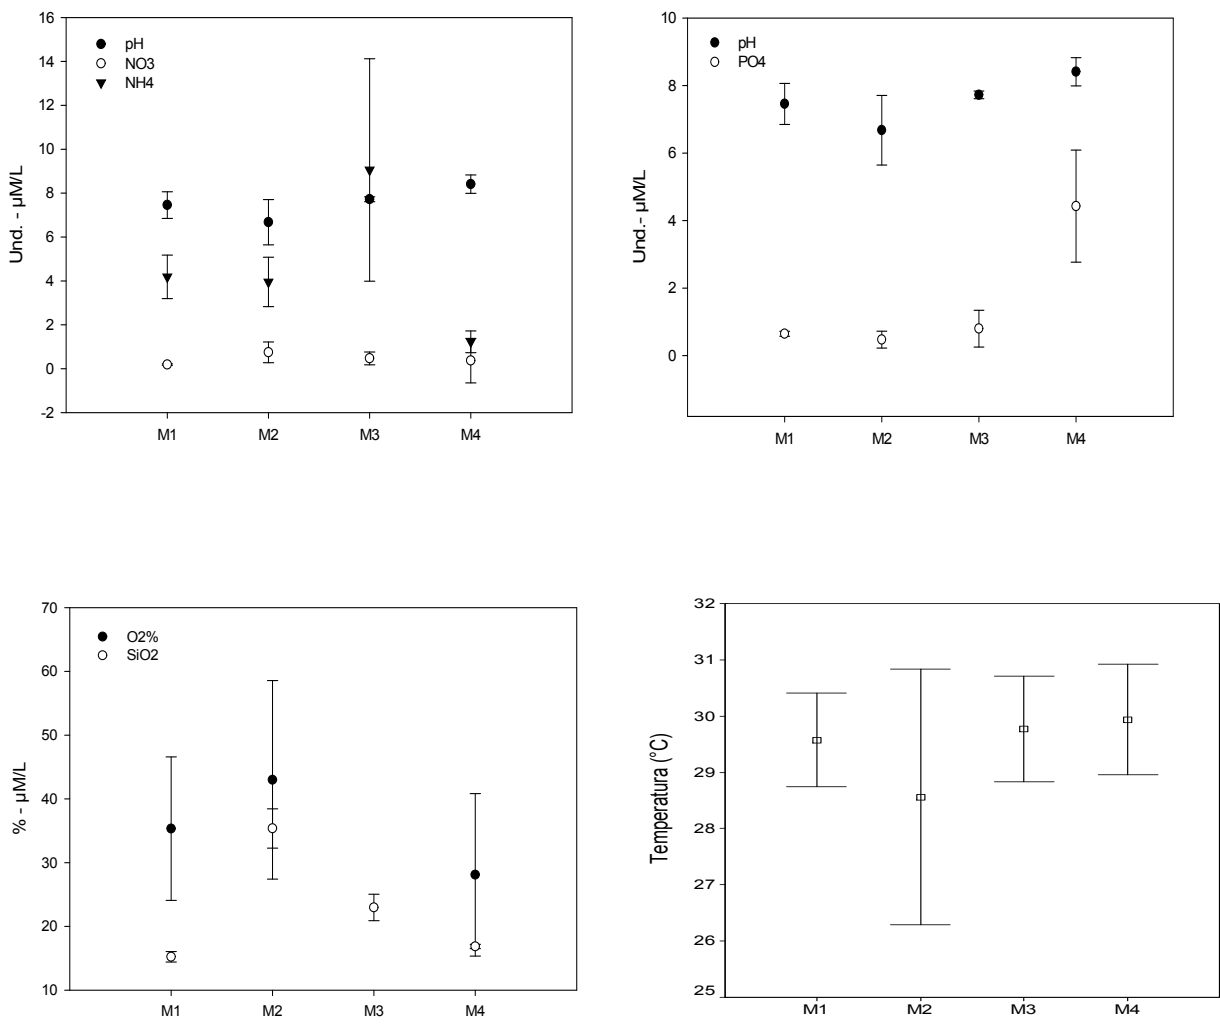 16
14
12
10
8
6
4
2
0
-2
Und. - µM/L
pH
NO3
NH4
M1 M2 M3 M4
10
8
6
4
2
0
Und.- µM/L
pH
PO4
M1 M2 M3 M4
70
60
50
40
30
20
10
% - µM/L
O2%
SiO2
M1 M2 M3 M4
32
31
30
29
28
27
26
25
Temperatura (°C)
M1 M2 M3 M4